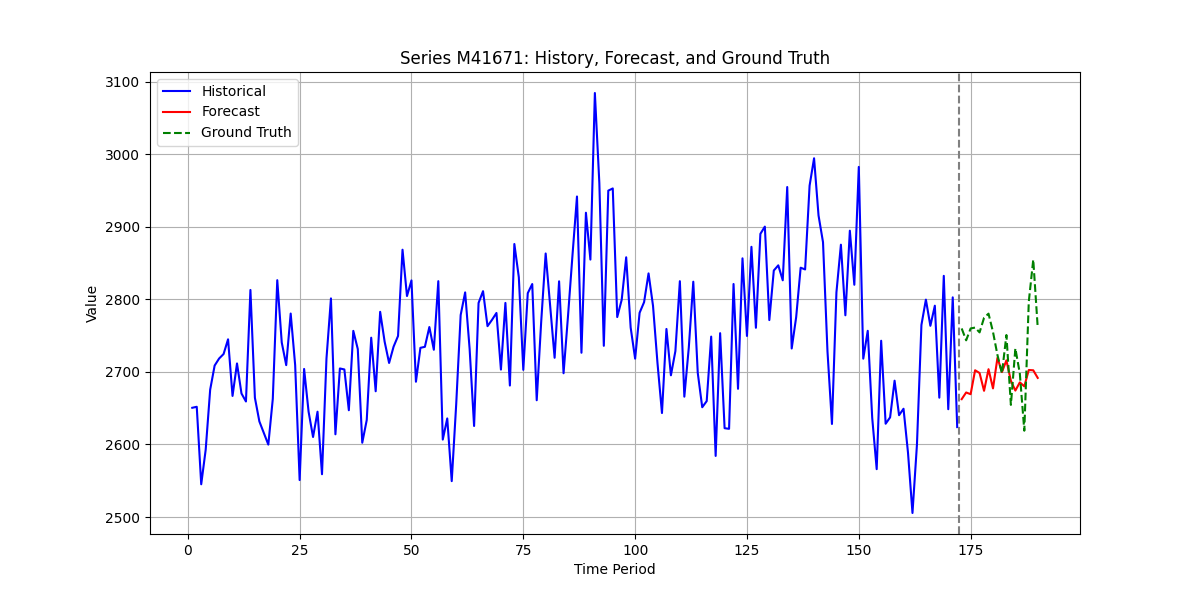 Series M41671: History, Forecast, and Ground Truth
Historical
Forecast
Ground Truth
3100
3000
2900
2800
2700
2600
2500
Value
0 25 50 75 100 125 150 175
Time Period